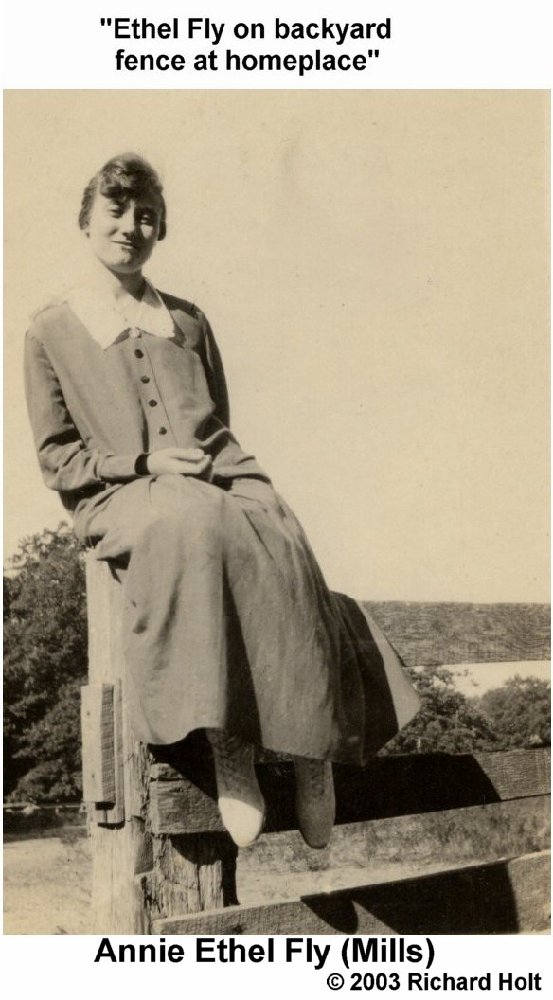 "Ethel Fly on backyard
fence at homeplace"
Annie Ethel Fly (Mills)
© 2003 Richard Holt